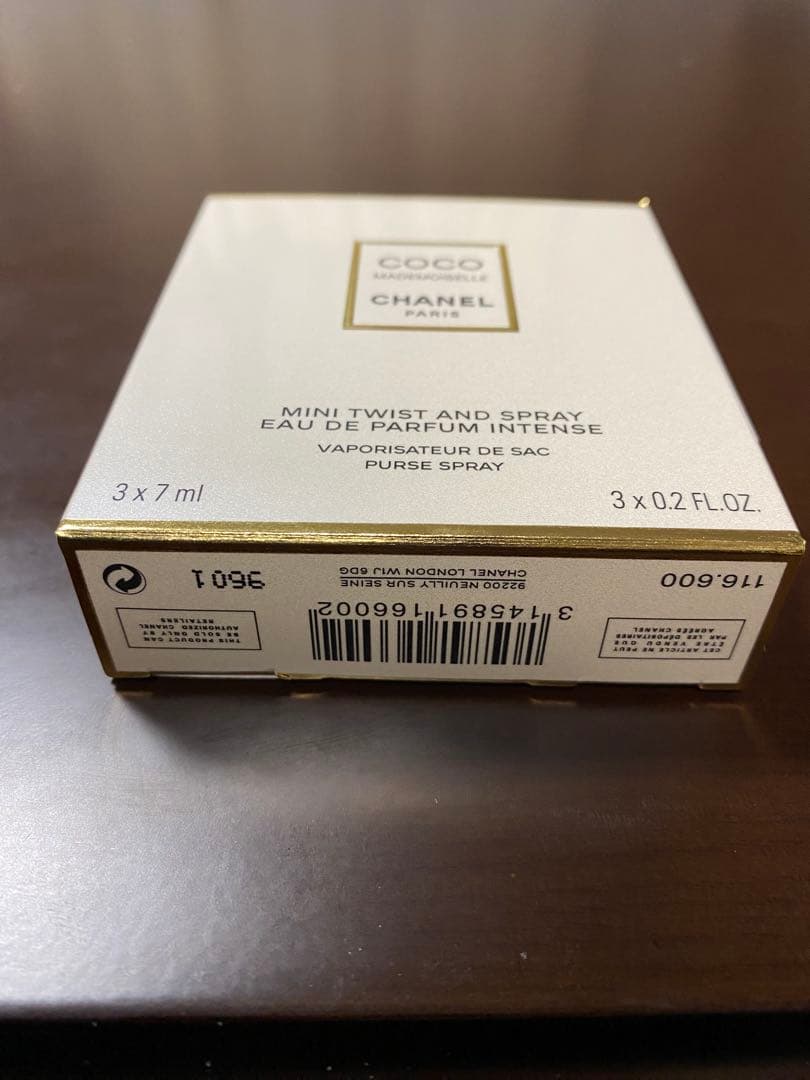 COCO
MADEMOISELLE
CHANEL
PARIS
MINI TWIST AND SPRAY
EAU DE PARFUM INTENSE
VAPORISATEUR DE SAC
PURSE SPRAY
3 x 7 ml
3 x 0.2 FL.OZ.
116.600
CET ARTICLE NE PEUT
ÊTRE VENDU QUE
PAR LES DÉPOSITAIRES
AGRÉÉS CHANEL
3 145891 166002
92200 NEUILLY SUR SEINE
CHANEL LONDON W1J 6DG
9601
THIS PRODUCT CAN
BE SOLD ONLY BY
AUTHORIZED CHANEL
RETAILERS